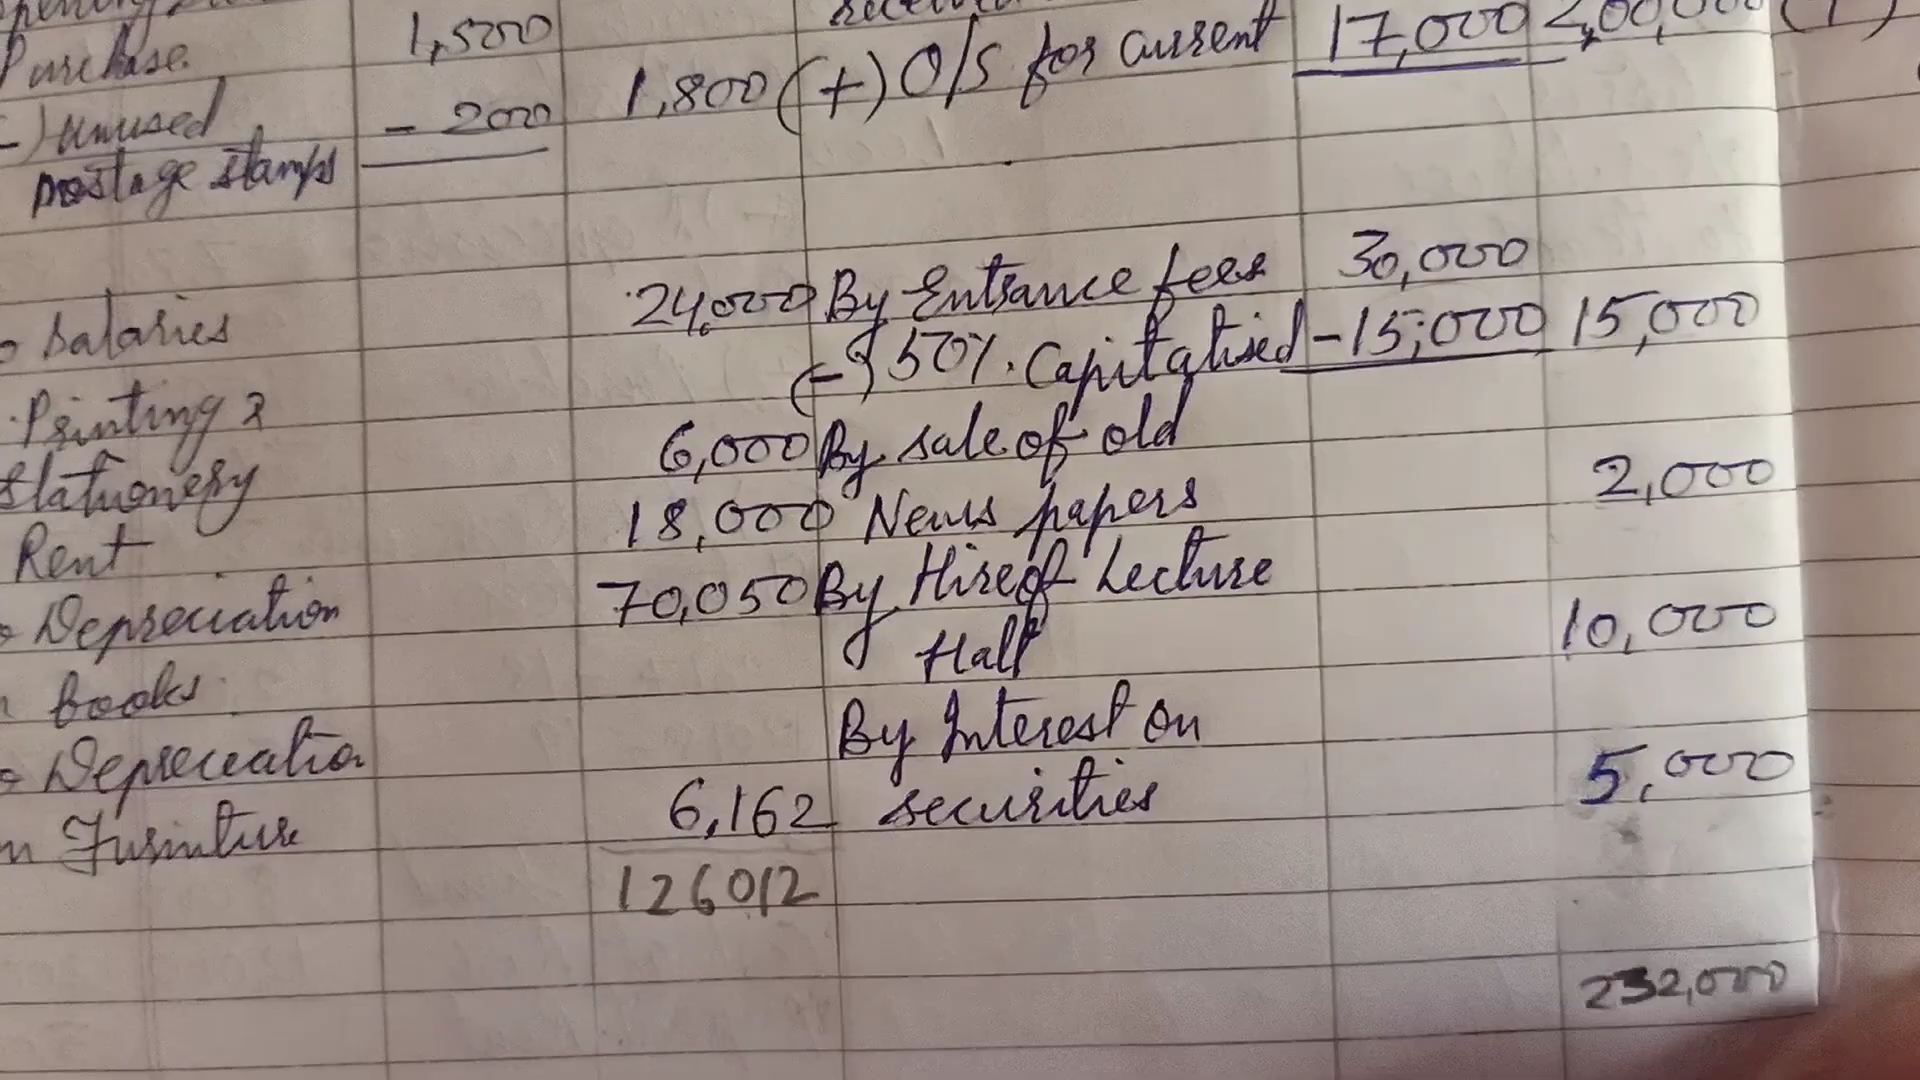 Purchase 1,500
1,800 (+) O/S for current 17,000 2,00,000
(-) unused - 200
postage stamps
Salaries 24,000 By Entrance fees 30,000
(-) 50%. Capitalised -15,000 15,000
Printing & 6,000 By sale of old
Stationery 18,000 News papers 2,000
Rent
Depreciation 70,050 By Hire of Lecture
Hall 10,000
books
By Interest on
Depreciation
Furniture 6,162 securities 5,000
126012
232,000